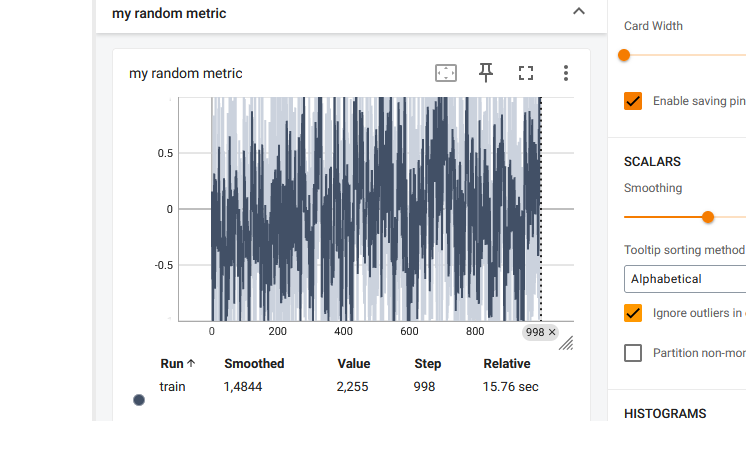 my random metric
my random metric
0.5
0
-0.5
0 200 400 600 800 998 ×
Run ↑ Smoothed Value Step Relative
train 1,4844 2,255 998 15.76 sec
Card Width
Enable saving pin
SCALARS
Smoothing
Tooltip sorting method
Alphabetical
Ignore outliers in
Partition non-mo
HISTOGRAMS